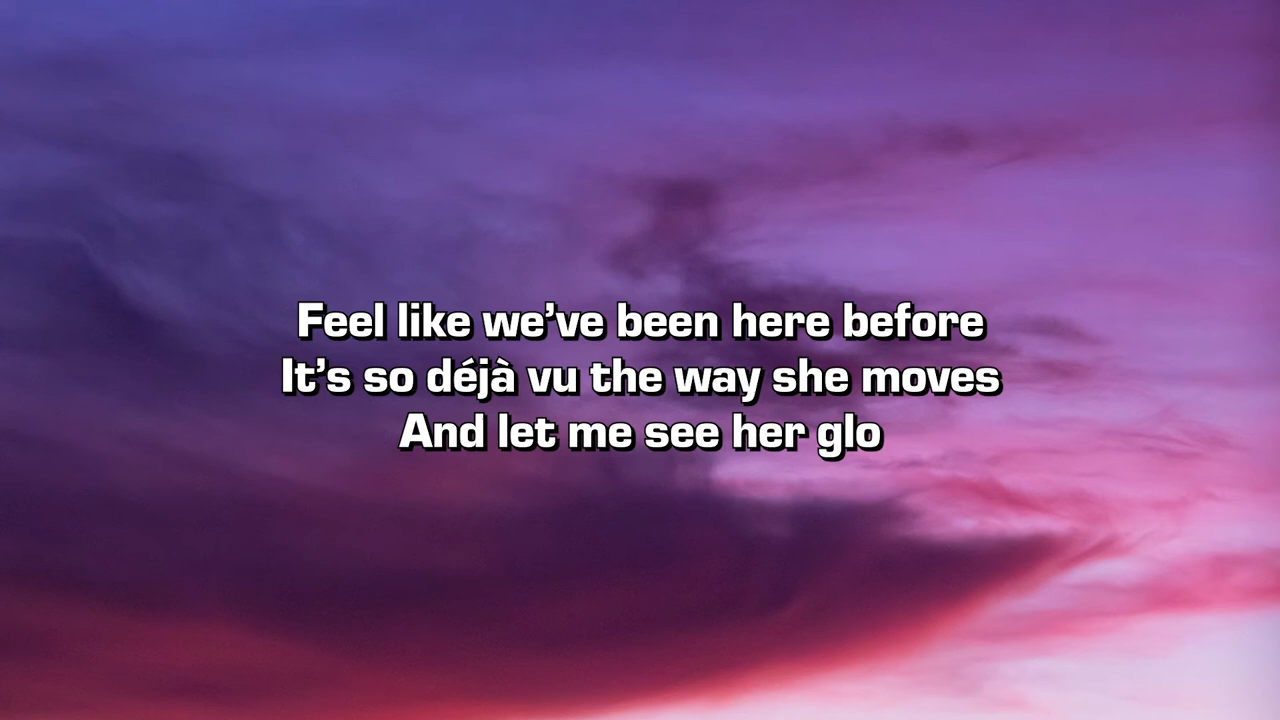 Feel like we’ve been here before
It’s so déjà vu the way she moves
And let me see her glo